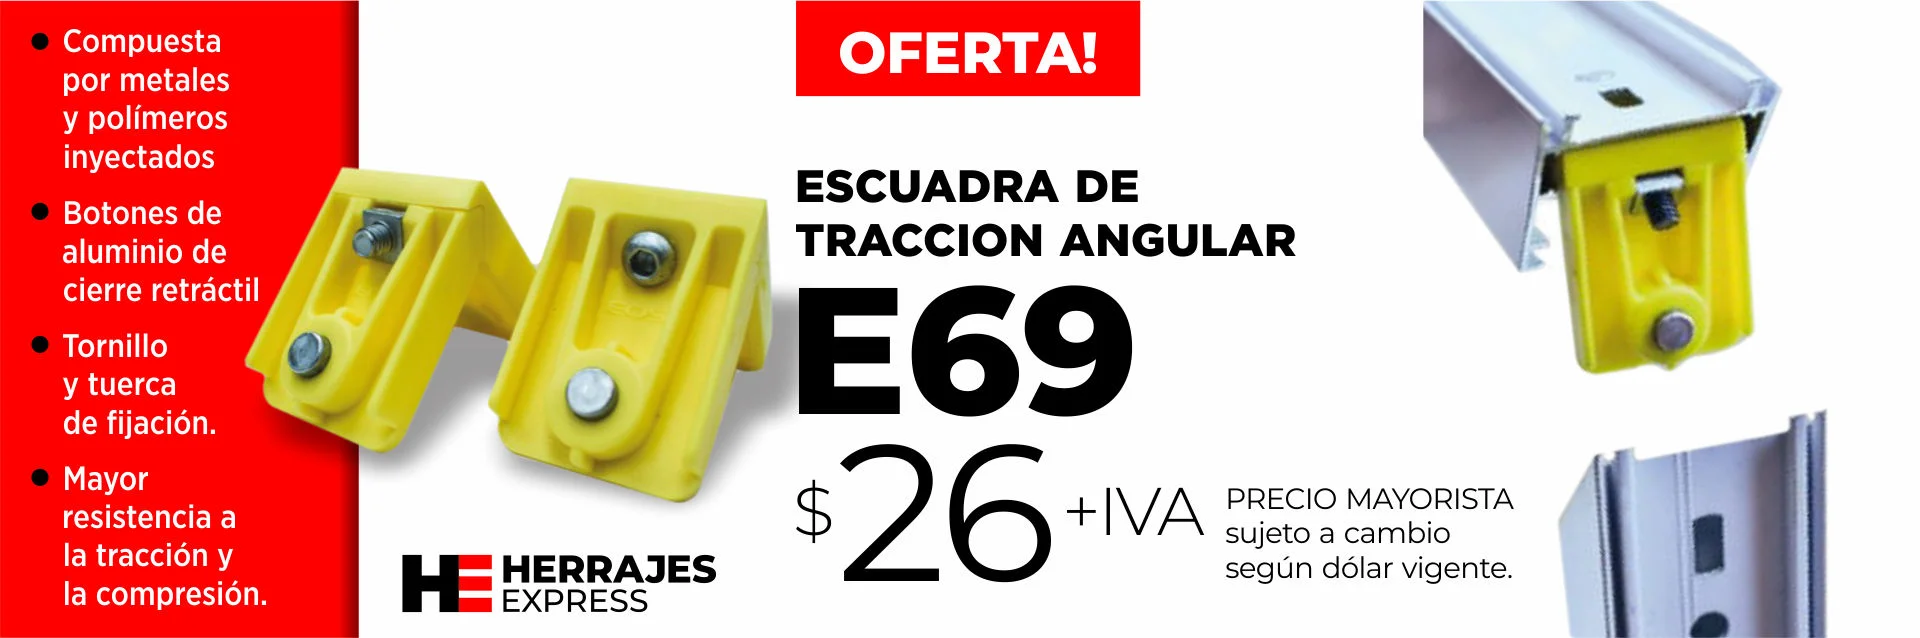 Compuesta
por metales
y polímeros
inyectados
Botones de
aluminio de
cierre retráctil
Tornillo
y tuerca
de fijación.
Mayor
resistencia a
la tracción y
la compresión.
OFERTA!
ESCUADRA DE
TRACCION ANGULAR
E69
$ 26 +IVA
PRECIO MAYORISTA
sujeto a cambio
según dólar vigente.
HE HERRAJES
EXPRESS